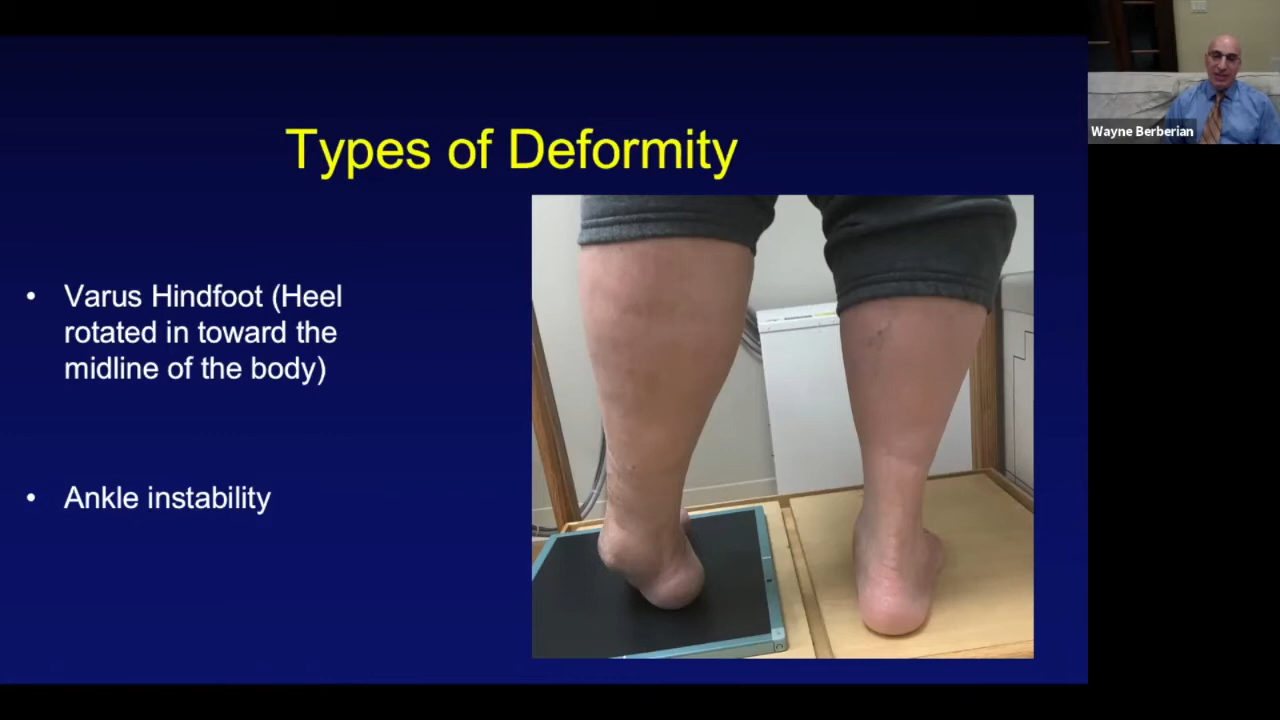 Types of Deformity
Wayne Berberian
• Varus Hindfoot (Heel
rotated in toward the
midline of the body)
• Ankle instability